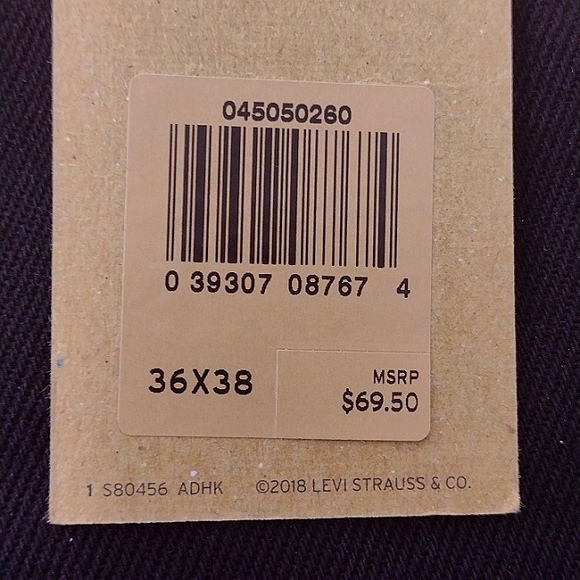 045050260
0 39307 08767 4
36X38
MSRP
$69.50
1 S80456 ADHK ©2018 LEVI STRAUSS & CO.